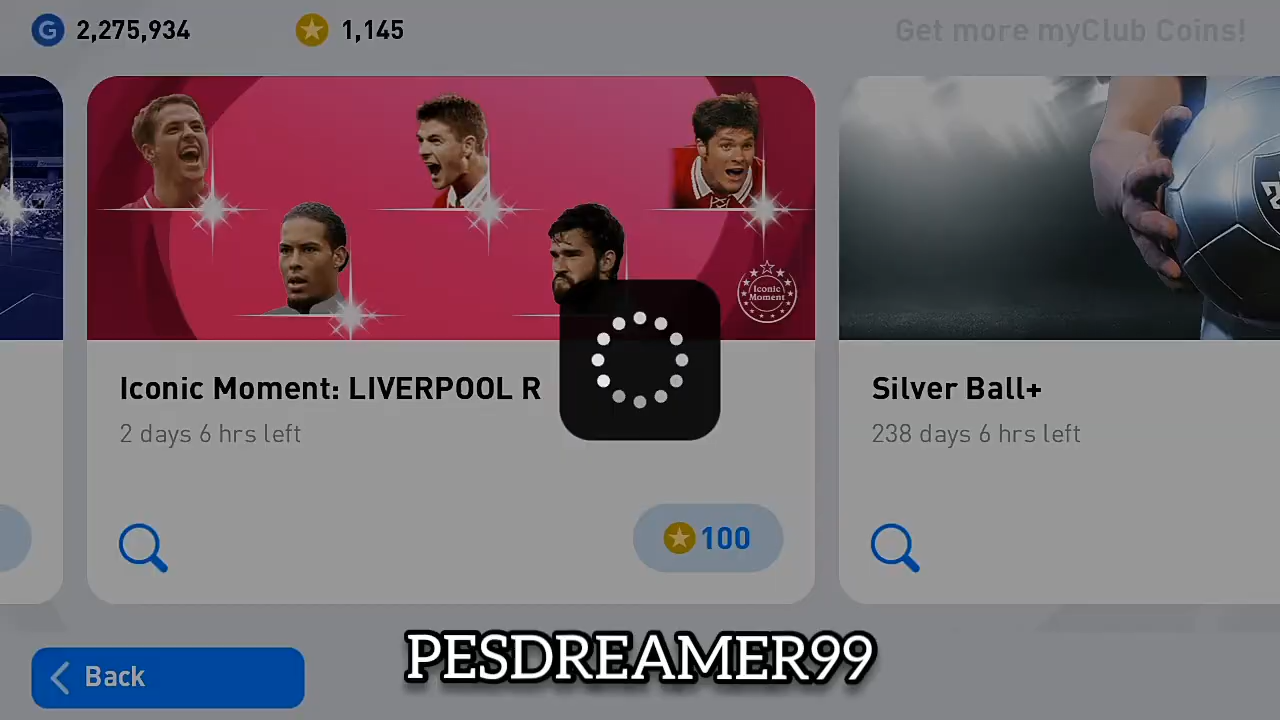 2,275,934
1,145
Get more myClub Coins!
Iconic
Moment
Iconic Moment: LIVERPOOL R
2 days 6 hrs left
100
Silver Ball+
238 days 6 hrs left
Back
PESDREAMER99